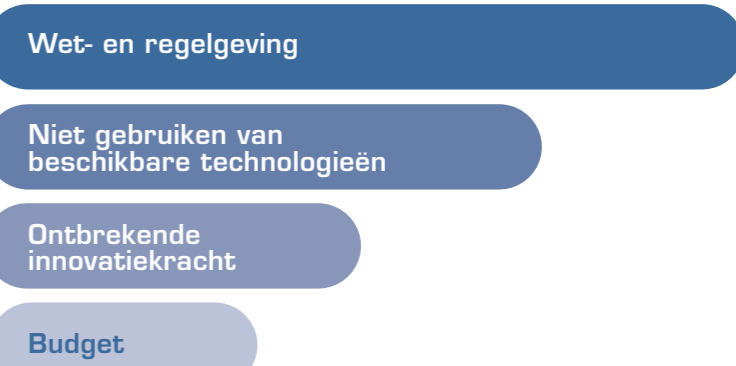 Wet- en regelgeving
Niet gebruiken van
beschikbare technologieën
Ontbrekende
innovatiekracht
Budget